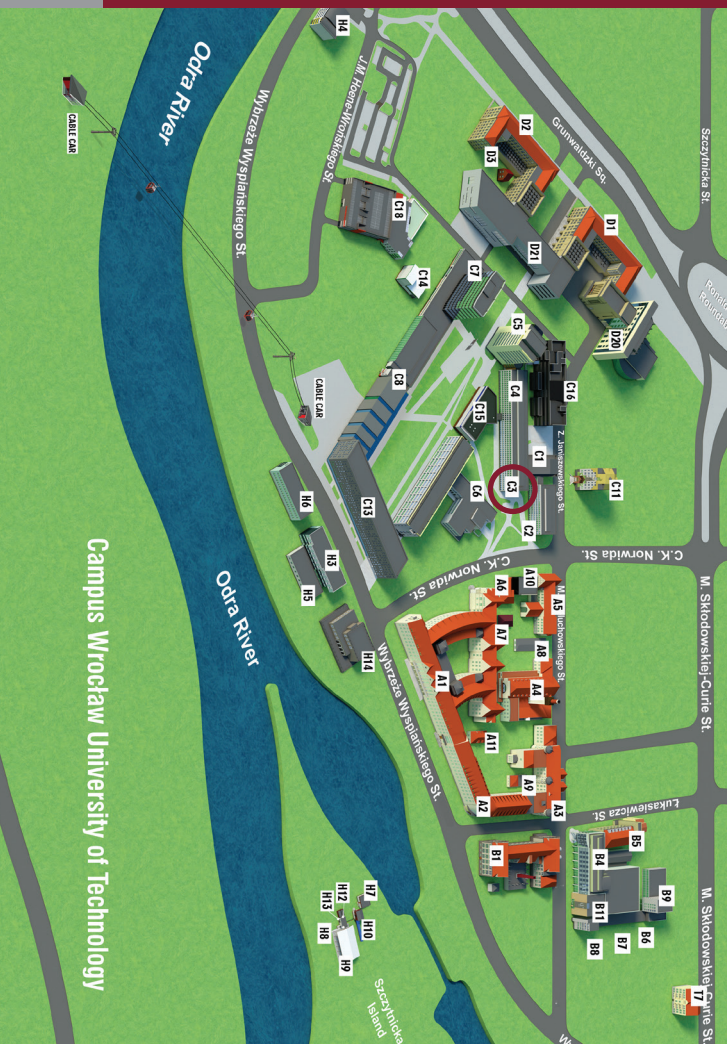 Szczytnicka St.
M. Skłodowskiej-Curie St.
M. Skłodowskiej-Curie St.
T7
Grunwaldzki Sq.
D1
D20
C11
C.K. Norwida St.
Łukasiewicza St.
B5
B9
B6
B7
B4
B11
B8
D2
D3
D21
C16
Z. Janiszewskiego St.
C1
C5
C4
C3
C2
A10
A5
A8
A4
A3
A9
A6
A7
A11
A1
A2
B1
H4
J.M. Hoene-Wrońskiego St.
C18
C14
C7
C15
C6
C8
C13
C.K. Norwida St.
Wybrzeże Wyspiańskiego St.
Wybrzeże Wyspiańskiego St.
H6
H3
H5
H14
H7
H10
H12
H13
H8
H9
Szczytnicka
Island
Odra River
Odra River
CABLE CAR
CABLE CAR
Campus Wrocław University of Technology